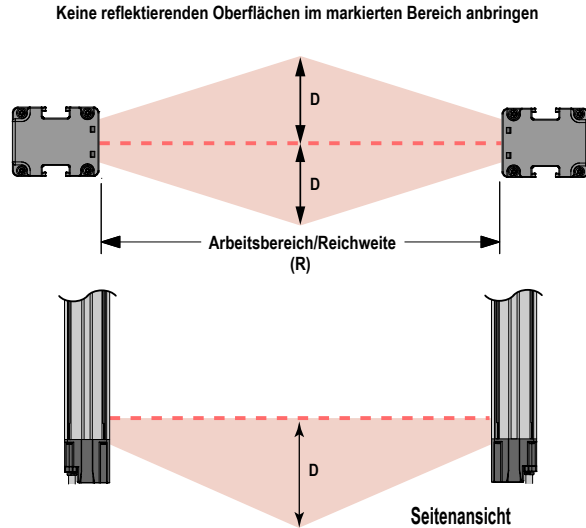 Keine reflektierenden Oberflächen im markierten Bereich anbringen
D
D
Arbeitsbereich/Reichweite
(R)
D
Seitenansicht